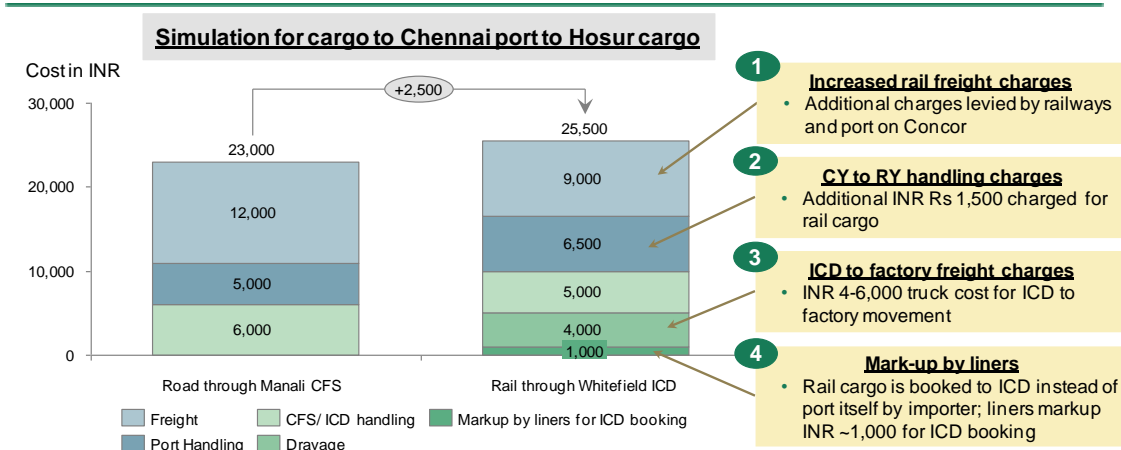 Simulation for cargo to Chennai port to Hosur cargo
Cost in INR
30,000
20,000
10,000
0
+2,500
23,000
12,000
5,000
6,000
25,500
9,000
6,500
5,000
4,000
1,000
Road through Manali CFS
Rail through Whitefield ICD
Freight
CFS/ ICD handling
Markup by liners for ICD booking
Port Handling
Drayage
1
Increased rail freight charges
• Additional charges levied by railways
and port on Concor
2
CY to RY handling charges
• Additional INR Rs 1,500 charged for
rail cargo
3
ICD to factory freight charges
• INR 4-6,000 truck cost for ICD to
factory movement
4
Mark-up by liners
• Rail cargo is booked to ICD instead of
port itself by importer; liners markup
INR ~1,000 for ICD booking